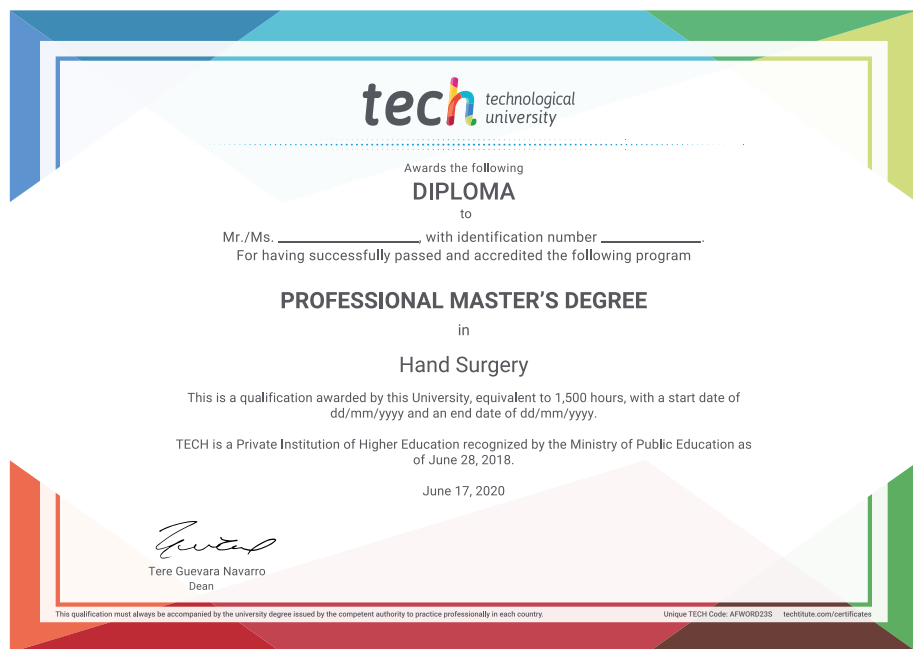 tech technological
university
Awards the following
DIPLOMA
to
Mr./Ms. ____________________, with identification number ______________.
For having successfully passed and accredited the following program
PROFESSIONAL MASTER'S DEGREE
in
Hand Surgery
This is a qualification awarded by this University, equivalent to 1,500 hours, with a start date of
dd/mm/yyyy and an end date of dd/mm/yyyy.
TECH is a Private Institution of Higher Education recognized by the Ministry of Public Education as
of June 28, 2018.
June 17, 2020
Tere Guevara Navarro
Dean
This qualification must always be accompanied by the university degree issued by the competent authority to practice professionally in each country. Unique TECH Code: AFWORD23S techtitute.com/certificates